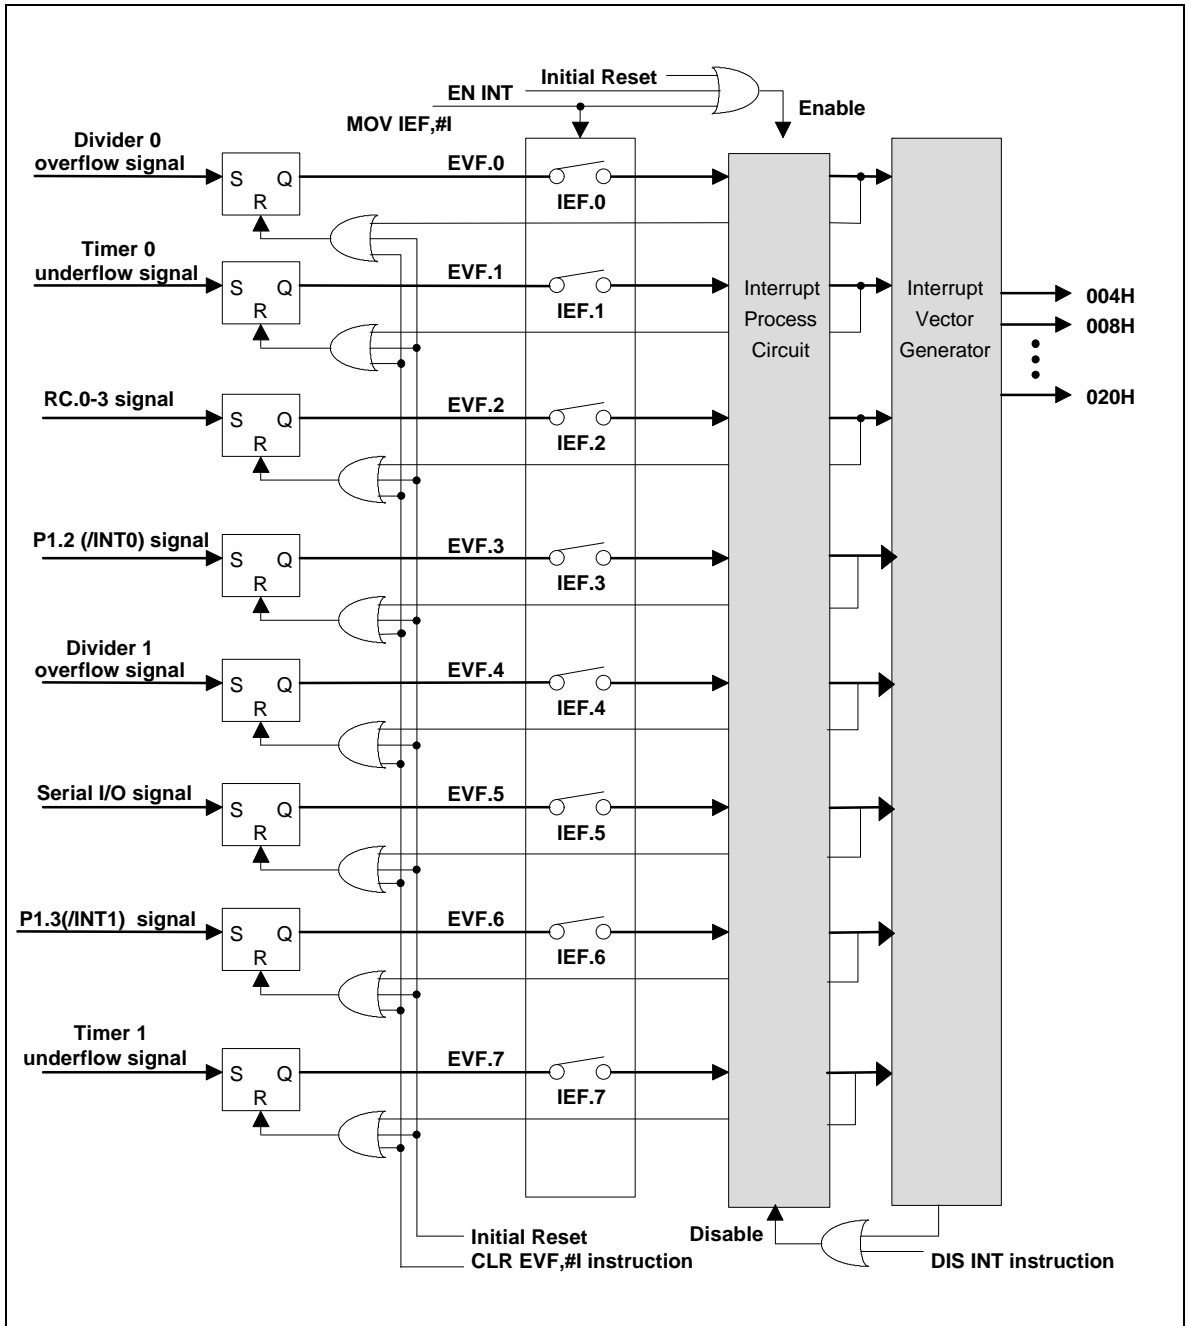 Initial Reset
EN INT
Enable
MOV IEF,#I
Divider 0
overflow signal
S Q
R
EVF.0
IEF.0
Timer 0
underflow signal
S Q
R
EVF.1
IEF.1
Interrupt
Process
Circuit
Interrupt
Vector
Generator
004H
008H
020H
RC.0-3 signal
S Q
R
EVF.2
IEF.2
P1.2 (/INT0) signal
S Q
R
EVF.3
IEF.3
Divider 1
overflow signal
S Q
R
EVF.4
IEF.4
Serial I/O signal
S Q
R
EVF.5
IEF.5
P1.3(/INT1) signal
S Q
R
EVF.6
IEF.6
Timer 1
underflow signal
S Q
R
EVF.7
IEF.7
Initial Reset
CLR EVF,#I instruction
Disable
DIS INT instruction